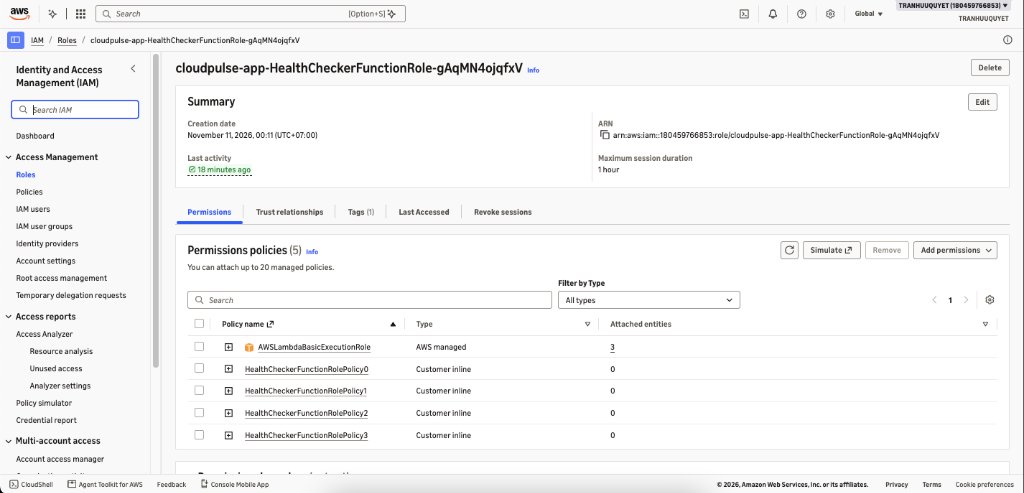 aws
Search
[Option+S]
Global
TRANHUUQUYET (180459766853)
TRANHUUQUYET
IAM / Roles / cloudpulse-app-HealthCheckerFunctionRole-gAqMN4ojqfxV
Identity and Access Management (IAM)
Search IAM
Dashboard
Access Management
Roles
Policies
IAM users
IAM user groups
Identity providers
Account settings
Root access management
Temporary delegation requests
Access reports
Access Analyzer
Resource analysis
Unused access
Analyzer settings
Policy simulator
Credential report
Multi-account access
Account access manager
cloudpulse-app-HealthCheckerFunctionRole-gAqMN4ojqfxV Info
Delete
Summary
Edit
Creation date
November 11, 2026, 00:11 (UTC+07:00)
ARN
arn:aws:iam::180459766853:role/cloudpulse-app-HealthCheckerFunctionRole-gAqMN4ojqfxV
Last activity
18 minutes ago
Maximum session duration
1 hour
Permissions
Trust relationships
Tags (1)
Last Accessed
Revoke sessions
Permissions policies (5) Info
Simulate
Remove
Add permissions
You can attach up to 20 managed policies.
Filter by Type
Search
All types
1
Policy name Type Attached entities
AWSLambdaBasicExecutionRole AWS managed 3
HealthCheckerFunctionRolePolicy0 Customer inline 0
HealthCheckerFunctionRolePolicy1 Customer inline 0
HealthCheckerFunctionRolePolicy2 Customer inline 0
HealthCheckerFunctionRolePolicy3 Customer inline 0
CloudShell
Agent Toolkit for AWS
Feedback
Console Mobile App
© 2026, Amazon Web Services, Inc. or its affiliates.
Privacy
Terms
Cookie preferences